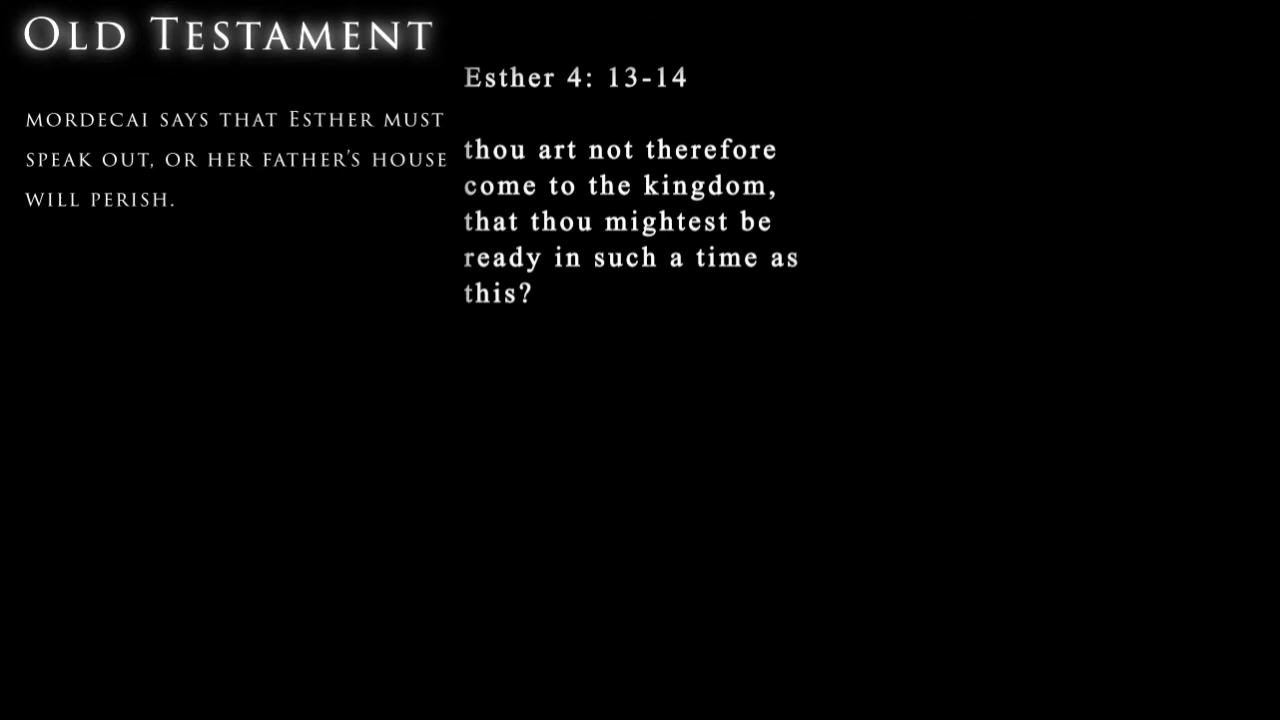 Old Testament
mordecai says that Esther must
speak out, or her father's house
will perish.
Esther 4: 13-14
thou art not therefore
come to the kingdom,
that thou mightest be
ready in such a time as
this?